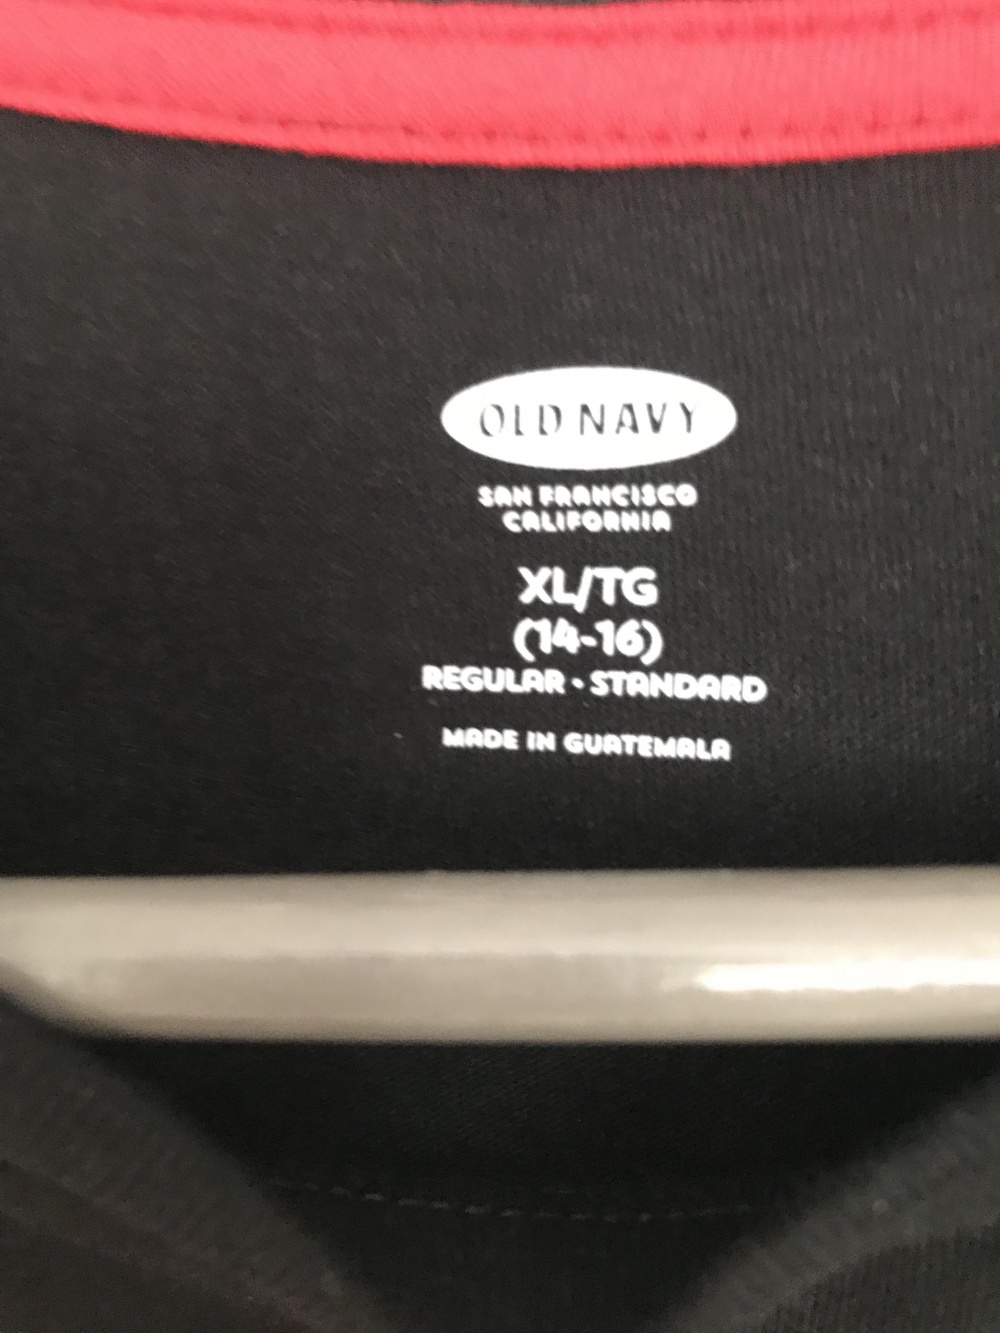 OLD NAVY
SAN FRANCISCO
CALIFORNIA
XL/TG
(14-16)
REGULAR • STANDARD
MADE IN GUATEMALA